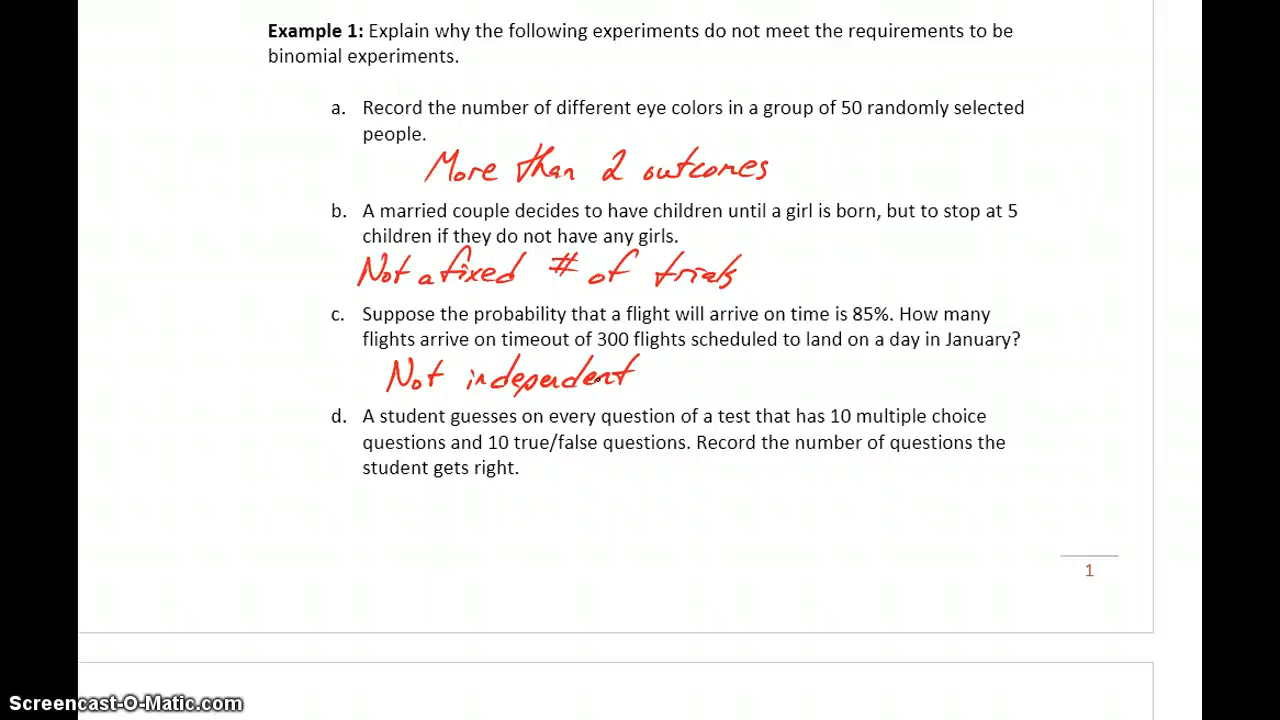 Example 1: Explain why the following experiments do not meet the requirements to be
binomial experiments.
a. Record the number of different eye colors in a group of 50 randomly selected
people.
More than 2 outcomes
b. A married couple decides to have children until a girl is born, but to stop at 5
children if they do not have any girls.
Not a fixed # of trials
c. Suppose the probability that a flight will arrive on time is 85%. How many
flights arrive on timeout of 300 flights scheduled to land on a day in January?
Not independent
d. A student guesses on every question of a test that has 10 multiple choice
questions and 10 true/false questions. Record the number of questions the
student gets right.
1
Screencast-O-Matic.com